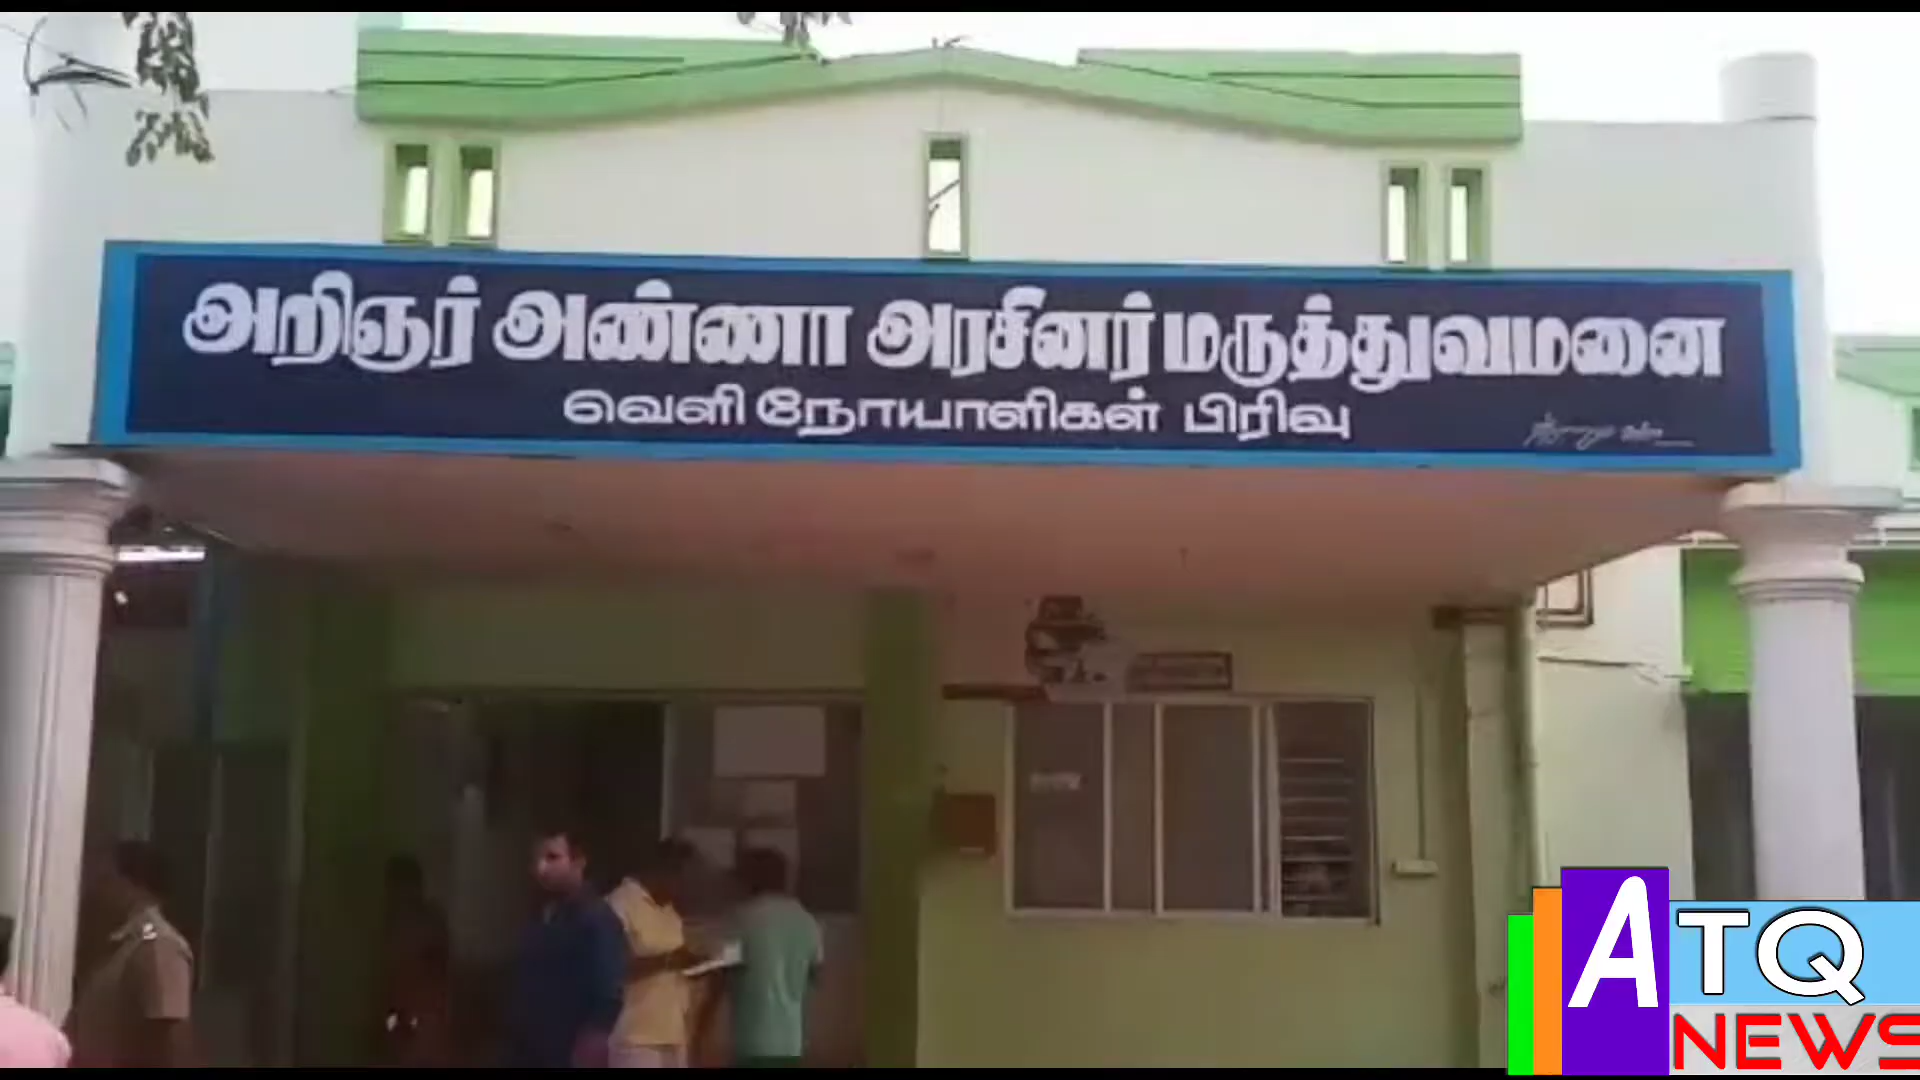 அறிஞர் அண்ணா அரசினர் மருத்துவமனை
வெளி நோயாளிகள் பிரிவு
ATQ
NEWS